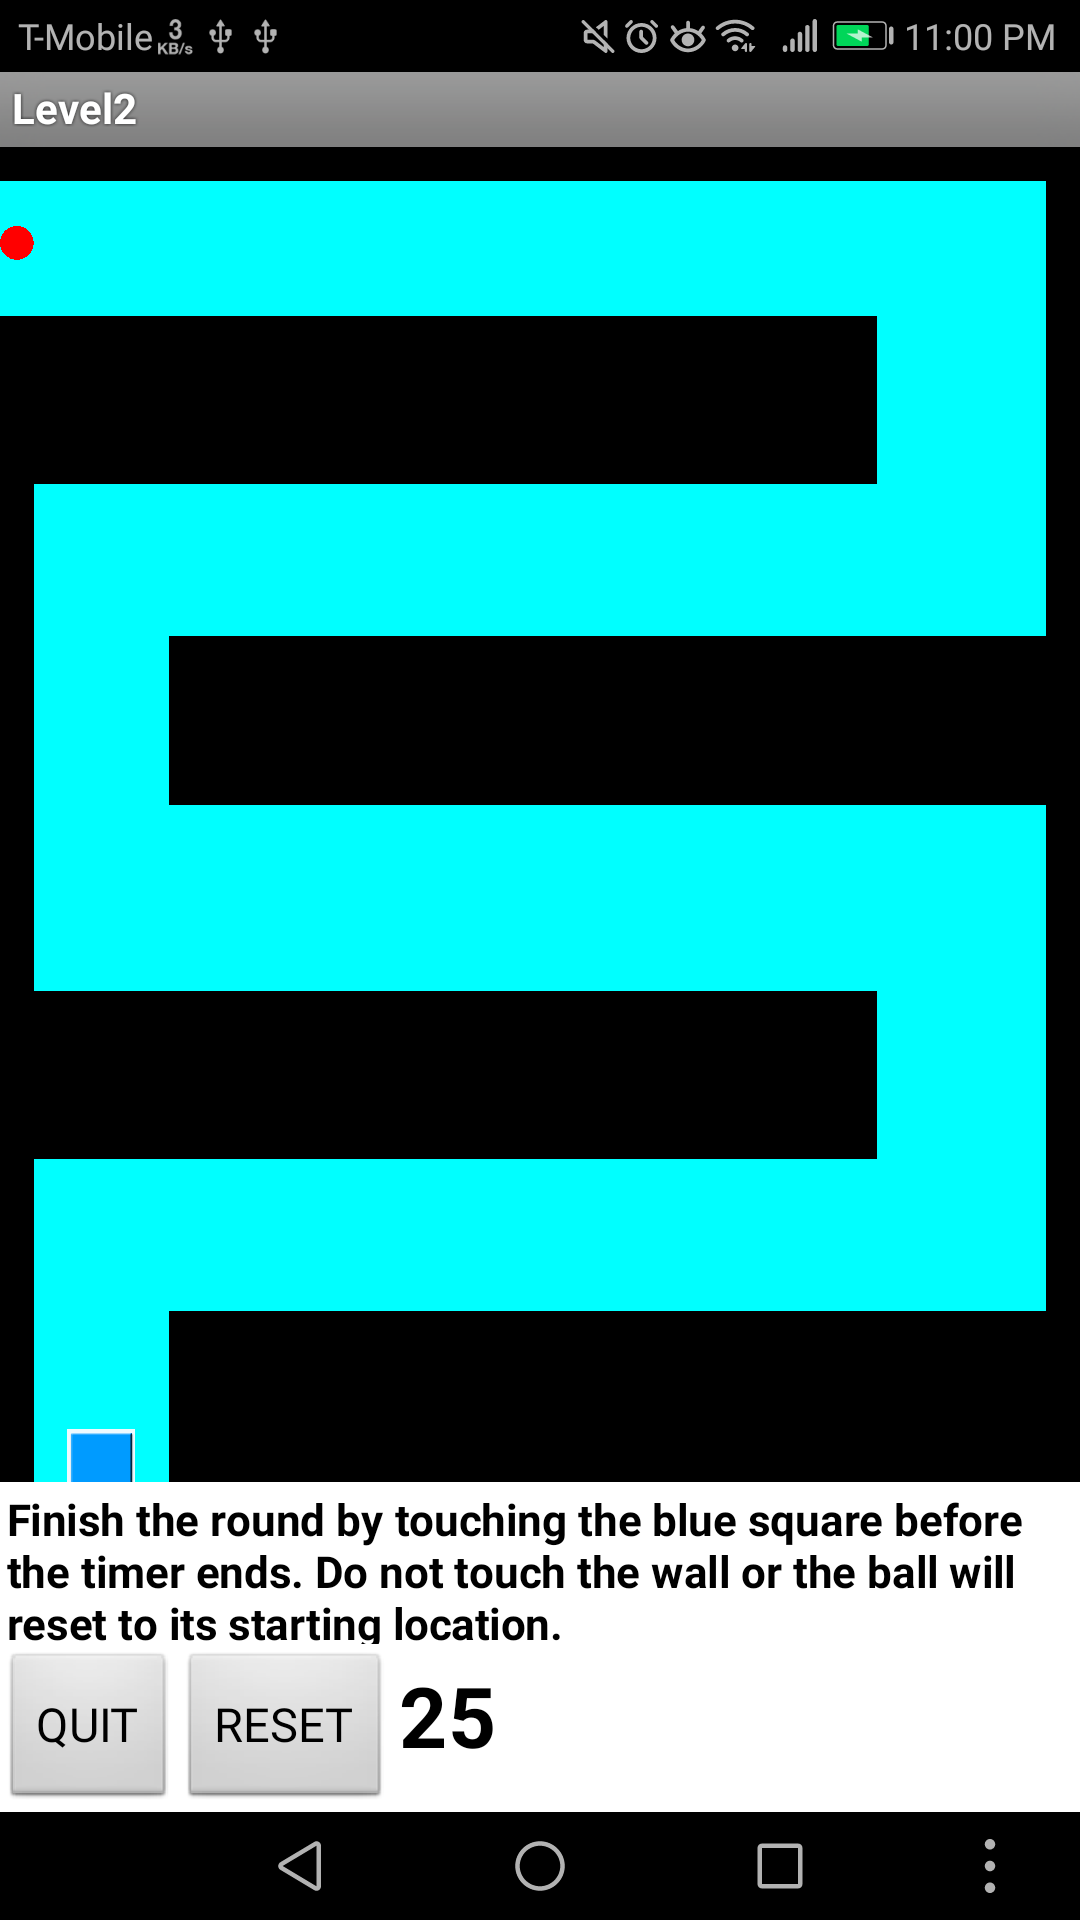 T-Mobile 3 KB/s 11:00 PM
Level2
Finish the round by touching the blue square before
the timer ends. Do not touch the wall or the ball will
reset to its starting location.
QUIT RESET 25